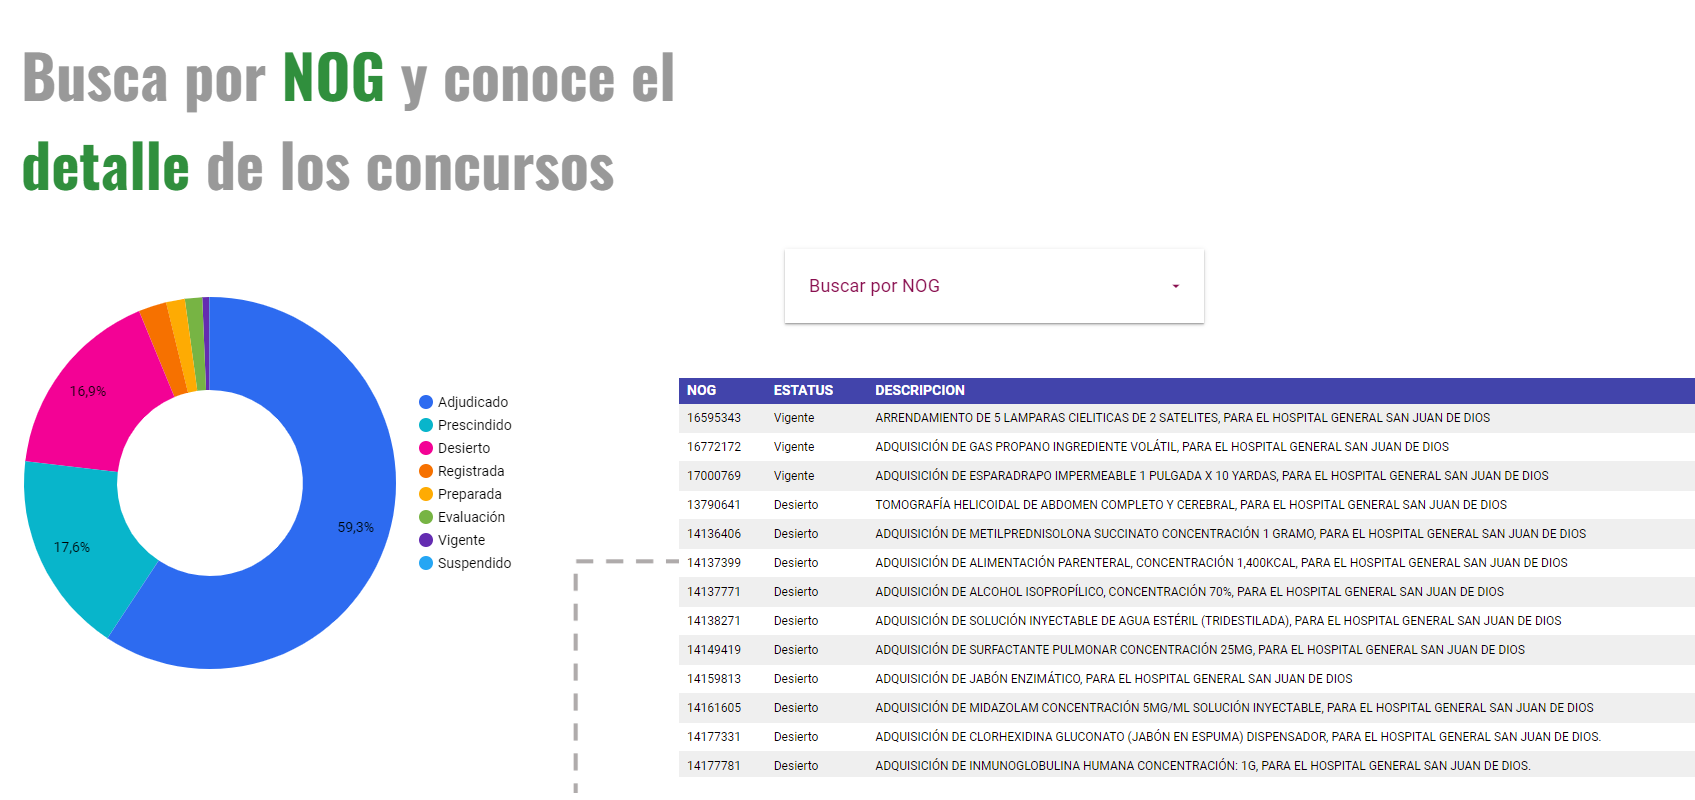 Busca por NOG y conoce el
detalle de los concursos
Buscar por NOG
16,9%
17,6%
59,3%
Adjudicado
Prescindido
Desierto
Registrada
Preparada
Evaluación
Vigente
Suspendido
NOG ESTATUS DESCRIPCION
16595343 Vigente ARRENDAMIENTO DE 5 LAMPARAS CIELITICAS DE 2 SATELITES, PARA EL HOSPITAL GENERAL SAN JUAN DE DIOS
16772172 Vigente ADQUISICIÓN DE GAS PROPANO INGREDIENTE VOLÁTIL, PARA EL HOSPITAL GENERAL SAN JUAN DE DIOS
17000769 Vigente ADQUISICIÓN DE ESPARADRAPO IMPERMEABLE 1 PULGADA X 10 YARDAS, PARA EL HOSPITAL GENERAL SAN JUAN DE DIOS
13790641 Desierto TOMOGRAFÍA HELICOIDAL DE ABDOMEN COMPLETO Y CEREBRAL, PARA EL HOSPITAL GENERAL SAN JUAN DE DIOS
14136406 Desierto ADQUISICIÓN DE METILPREDNISOLONA SUCCINATO CONCENTRACIÓN 1 GRAMO, PARA EL HOSPITAL GENERAL SAN JUAN DE DIOS
14137399 Desierto ADQUISICIÓN DE ALIMENTACIÓN PARENTERAL, CONCENTRACIÓN 1,400KCAL, PARA EL HOSPITAL GENERAL SAN JUAN DE DIOS
14137771 Desierto ADQUISICIÓN DE ALCOHOL ISOPROPÍLICO, CONCENTRACIÓN 70%, PARA EL HOSPITAL GENERAL SAN JUAN DE DIOS
14138271 Desierto ADQUISICIÓN DE SOLUCIÓN INYECTABLE DE AGUA ESTÉRIL (TRIDESTILADA), PARA EL HOSPITAL GENERAL SAN JUAN DE DIOS
14149419 Desierto ADQUISICIÓN DE SURFACTANTE PULMONAR CONCENTRACIÓN 25MG, PARA EL HOSPITAL GENERAL SAN JUAN DE DIOS
14159813 Desierto ADQUISICIÓN DE JABÓN ENZIMÁTICO, PARA EL HOSPITAL GENERAL SAN JUAN DE DIOS
14161605 Desierto ADQUISICIÓN DE MIDAZOLAM CONCENTRACIÓN 5MG/ML SOLUCIÓN INYECTABLE, PARA EL HOSPITAL GENERAL SAN JUAN DE DIOS
14177331 Desierto ADQUISICIÓN DE CLORHEXIDINA GLUCONATO (JABÓN EN ESPUMA) DISPENSADOR, PARA EL HOSPITAL GENERAL SAN JUAN DE DIOS.
14177781 Desierto ADQUISICIÓN DE INMUNOGLOBULINA HUMANA CONCENTRACIÓN: 1G, PARA EL HOSPITAL GENERAL SAN JUAN DE DIOS.